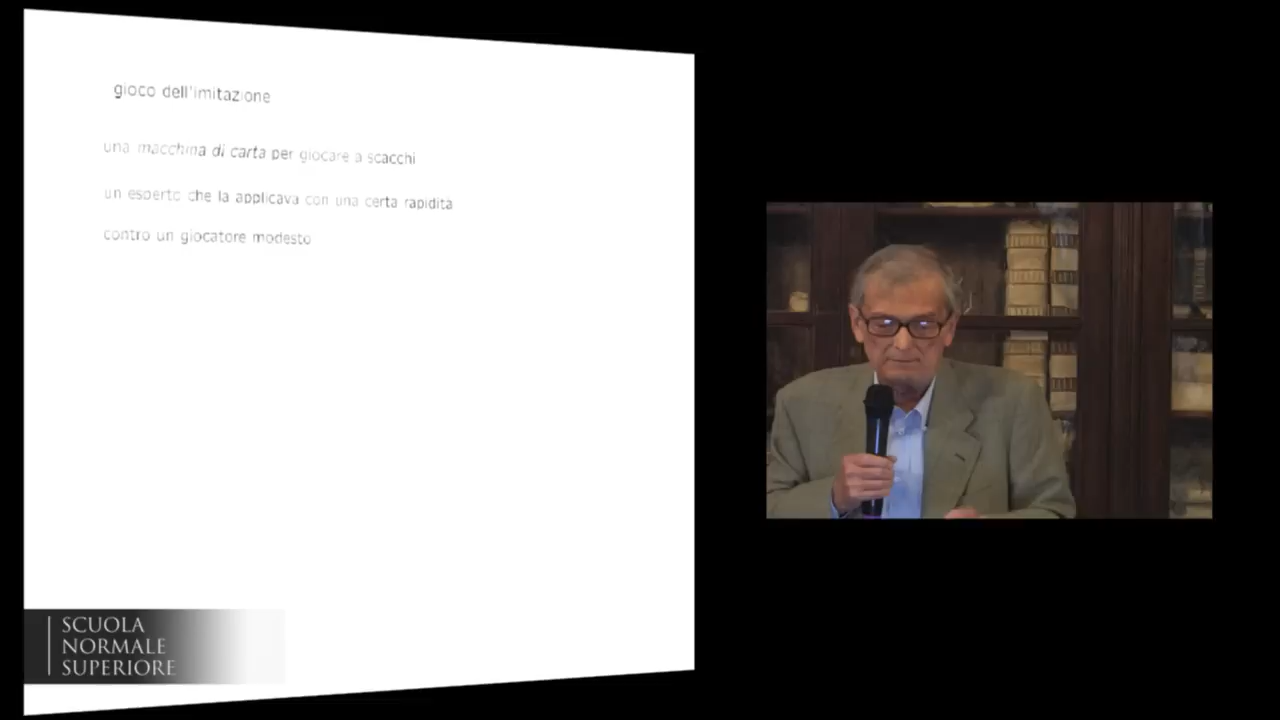 gioco dell'imitazione
una macchina di carta per giocare a scacchi
un esperto che la applicava con una certa rapidità
contro un giocatore modesto
SCUOLA
NORMALE
SUPERIORE